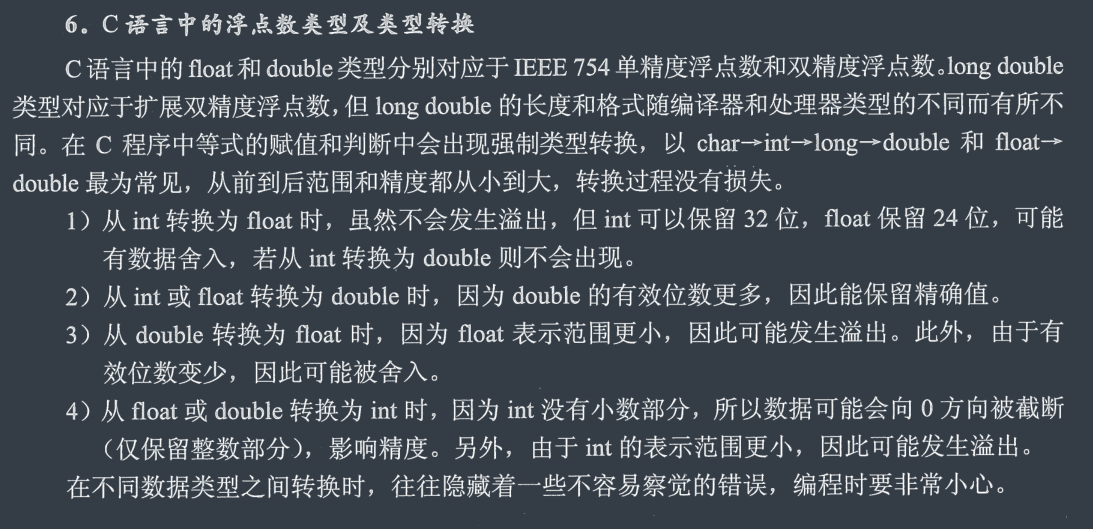 6。C 语言中的浮点数类型及类型转换
C 语言中的 float 和 double 类型分别对应于 IEEE 754 单精度浮点数和双精度浮点数。long double
类型对应于扩展双精度浮点数，但 long double 的长度和格式随编译器和处理器类型的不同而有所不
同。在 C 程序中等式的赋值和判断中会出现强制类型转换，以 char→int→long→double 和 float→
double 最为常见，从前到后范围和精度都从小到大，转换过程没有损失。
1）从 int 转换为 float 时，虽然不会发生溢出，但 int 可以保留 32 位，float 保留 24 位，可能
有数据舍入，若从 int 转换为 double 则不会出现。
2）从 int 或 float 转换为 double 时，因为 double 的有效位数更多，因此能保留精确值。
3）从 double 转换为 float 时，因为 float 表示范围更小，因此可能发生溢出。此外，由于有
效位数变少，因此可能被舍入。
4）从 float 或 double 转换为 int 时，因为 int 没有小数部分，所以数据可能会向 0 方向被截断
（仅保留整数部分），影响精度。另外，由于 int 的表示范围更小，因此可能发生溢出。
在不同数据类型之间转换时，往往隐藏着一些不容易察觉的错误，编程时要非常小心。